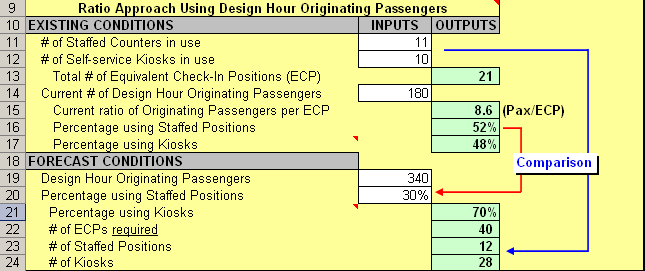 9 Ratio Approach Using Design Hour Originating Passengers
10 EXISTING CONDITIONS INPUTS OUTPUTS
11 # of Staffed Counters in use 11
12 # of Self-service Kiosks in use 10
13 Total # of Equivalent Check-In Positions (ECP) 21
14 Current # of Design Hour Originating Passengers 180
15 Current ratio of Originating Passengers per ECP 8.6 (Pax/ECP)
16 Percentage using Staffed Positions 52%
17 Percentage using Kiosks 48%
Comparison
18 FORECAST CONDITIONS
19 Design Hour Originating Passengers 340
20 Percentage using Staffed Positions 30%
21 Percentage using Kiosks 70%
22 # of ECPs required 40
23 # of Staffed Positions 12
24 # of Kiosks 28